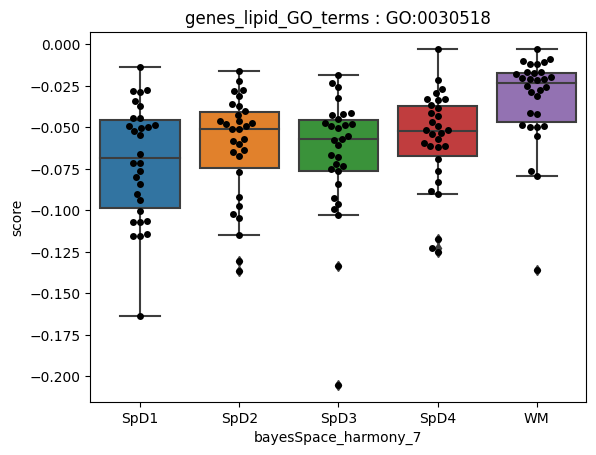 genes_lipid_GO_terms : GO:0030518
0.000
−0.025
−0.050
−0.075
−0.100
−0.125
−0.150
−0.175
−0.200
score
SpD1 SpD2 SpD3 SpD4 WM
bayesSpace_harmony_7